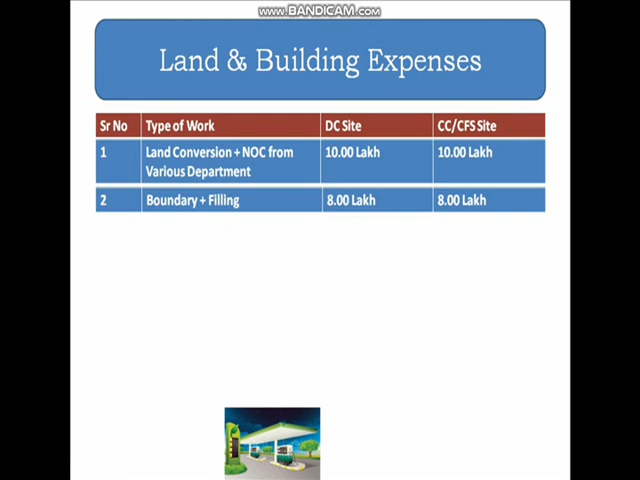 WWW.BANDICAM.COM
Land & Building Expenses
Sr No Type of Work DC Site CC/CFS Site
1 Land Conversion + NOC from 10.00 Lakh 10.00 Lakh
Various Department
2 Boundary + Filling 8.00 Lakh 8.00 Lakh